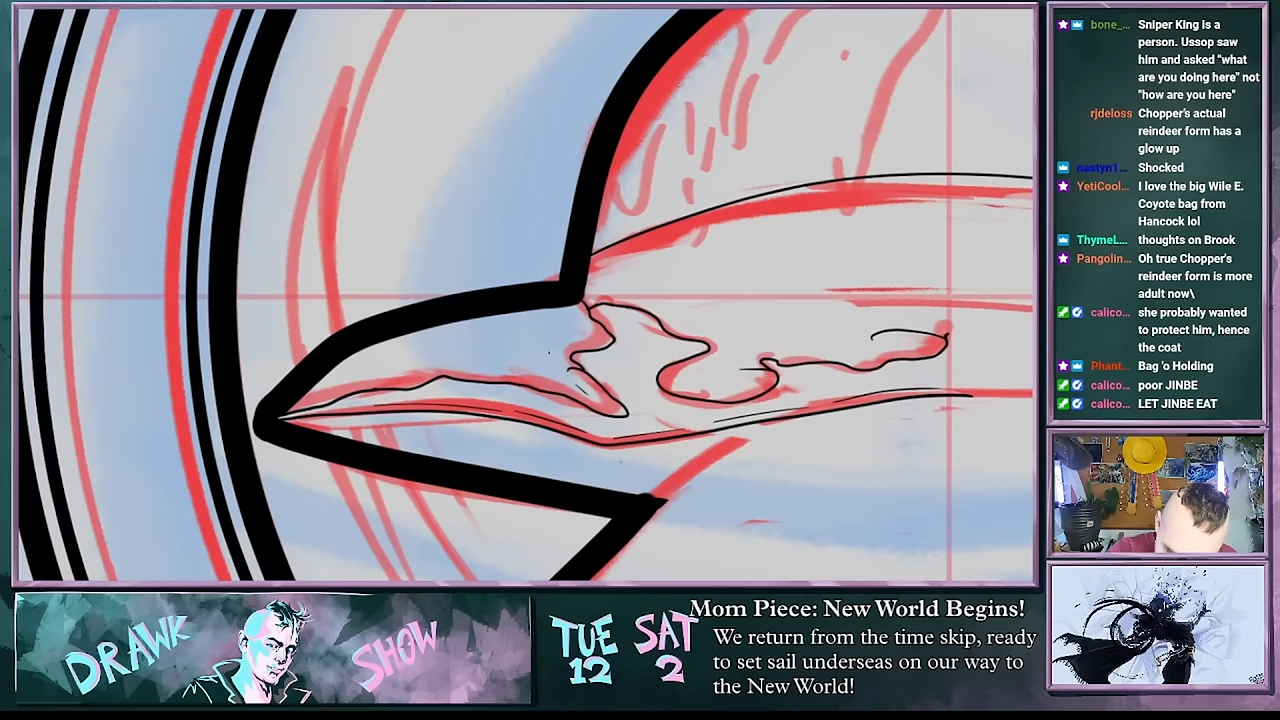 bone_... Sniper King is a
person. Ussop saw
him and asked "what
are you doing here" not
"how are you here"
rjdeloss Chopper's actual
reindeer form has a
glow up
nastyn1... Shocked
YetiCool... I love the big Wile E.
Coyote bag from
Hancock lol
ThymeL... thoughts on Brook
Pangolin... Oh true Chopper's
reindeer form is more
adult now\
calico... she probably wanted
to protect him, hence
the coat
Phant... Bag 'o Holding
calico... poor JINBE
calico... LET JINBE EAT
DRAWK SHOW
TUE SAT
12 2
Mom Piece: New World Begins!
We return from the time skip, ready
to set sail underseas on our way to
the New World!